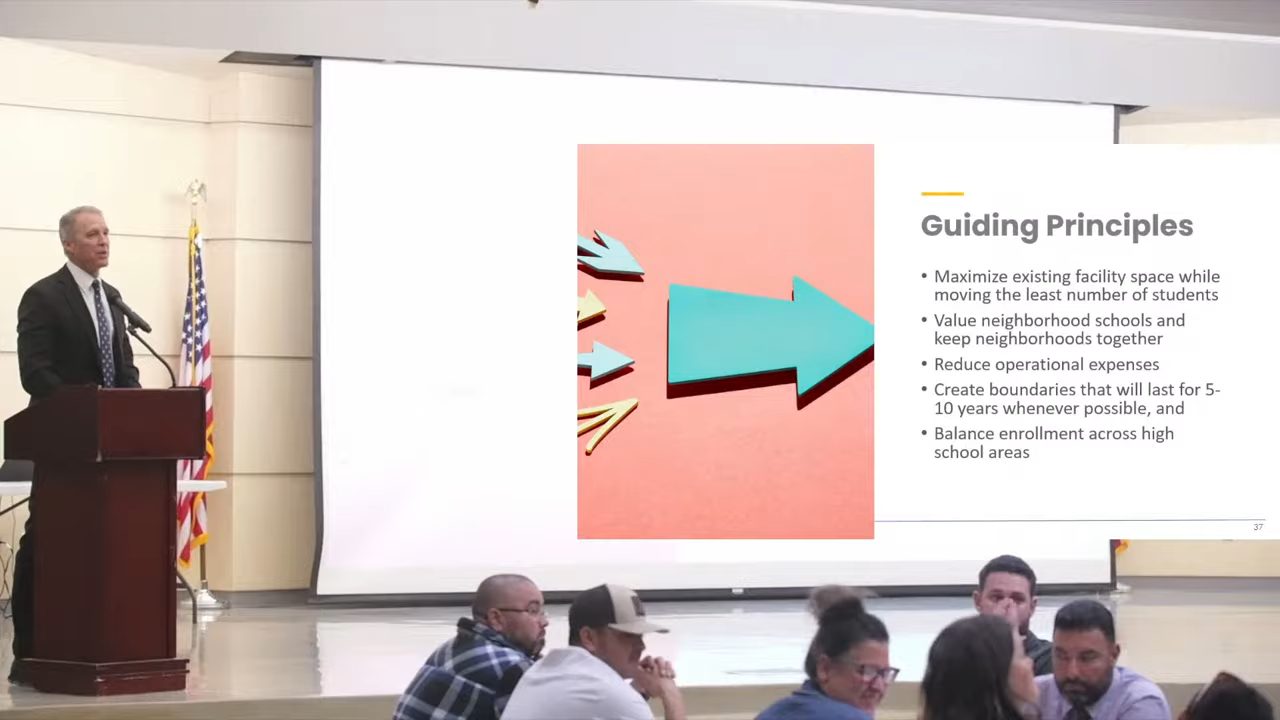 Guiding Principles
• Maximize existing facility space while
moving the least number of students
• Value neighborhood schools and
keep neighborhoods together
• Reduce operational expenses
• Create boundaries that will last for 5-
10 years whenever possible, and
• Balance enrollment across high
school areas
37